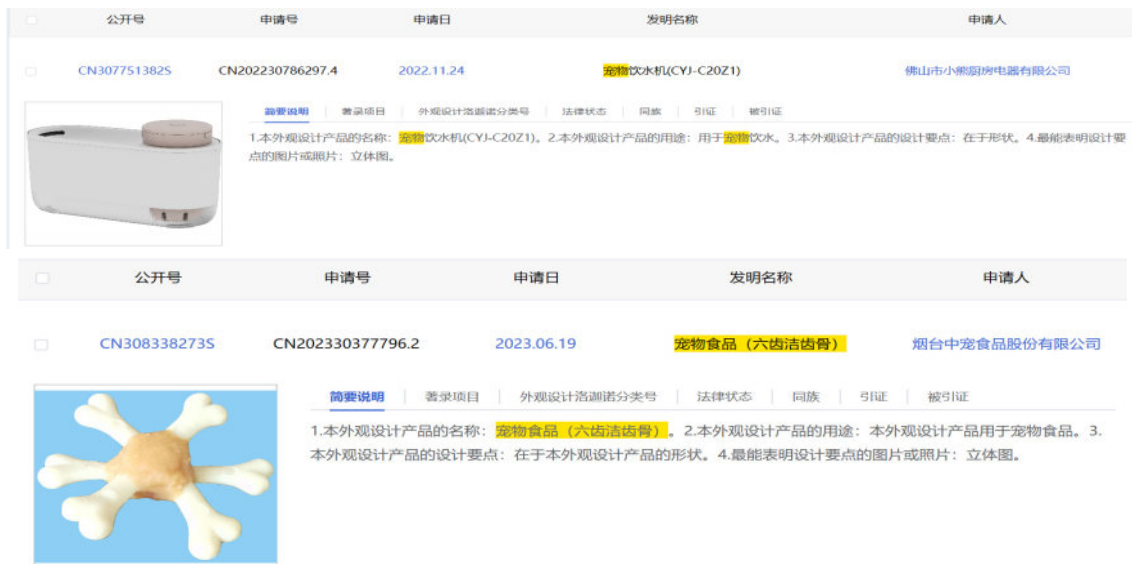 公开号 申请号 申请日 发明名称 申请人
CN307751382S CN202230786297.4 2022.11.24 宠物饮水机(CYJ-C20Z1) 佛山市小熊厨房电器有限公司
简要说明 著录项目 外观设计洛迦诺分类号 法律状态 同族 引证 被引证
1.本外观设计产品的名称：宠物饮水机(CYJ-C20Z1)。2.本外观设计产品的用途：用于宠物饮水。3.本外观设计产品的设计要点：在于形状。4.最能表明设计要
点的图片或照片：立体图。
公开号 申请号 申请日 发明名称 申请人
CN308338273S CN202330377796.2 2023.06.19 宠物食品（六齿洁齿骨） 烟台中宠食品股份有限公司
简要说明 著录项目 外观设计洛迦诺分类号 法律状态 同族 引证 被引证
1.本外观设计产品的名称：宠物食品（六齿洁齿骨）。2.本外观设计产品的用途：本外观设计产品用于宠物食品。3.
本外观设计产品的设计要点：在于本外观设计产品的形状。4.最能表明设计要点的图片或照片：立体图。